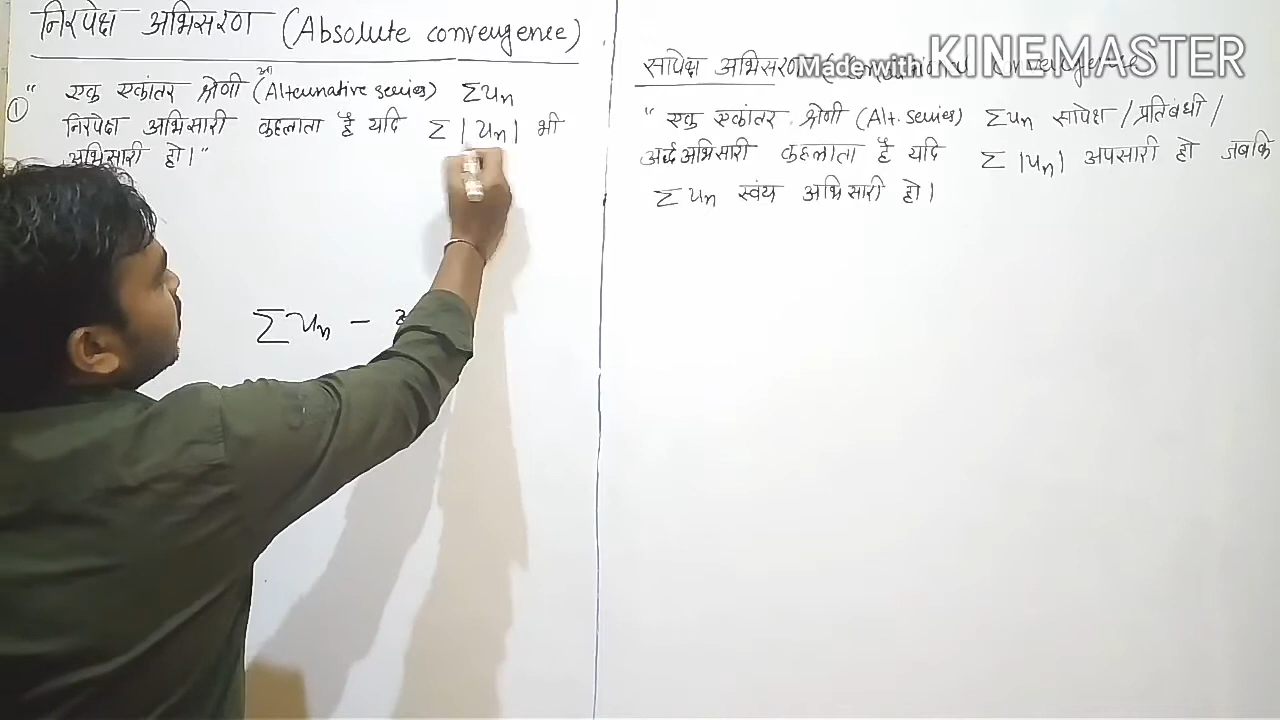 निरपेक्ष अभिसरण (Absolute convergence)
① " एक एकांतर श्रेणी (Alternative series) Σun
निरपेक्ष अभिसारी कहलाता है यदि Σ|un| भी
अभिसारी हो।"
Σun –
सापेक्ष अभिसरण
Made with KINEMASTER
" एक एकांतर श्रेणी (Alt. series) Σun सापेक्ष/प्रतिबंधी/
अर्द्धअभिसारी कहलाता है यदि Σ|un| अपसारी हो जबकि
Σun स्वंय अभिसारी हो।